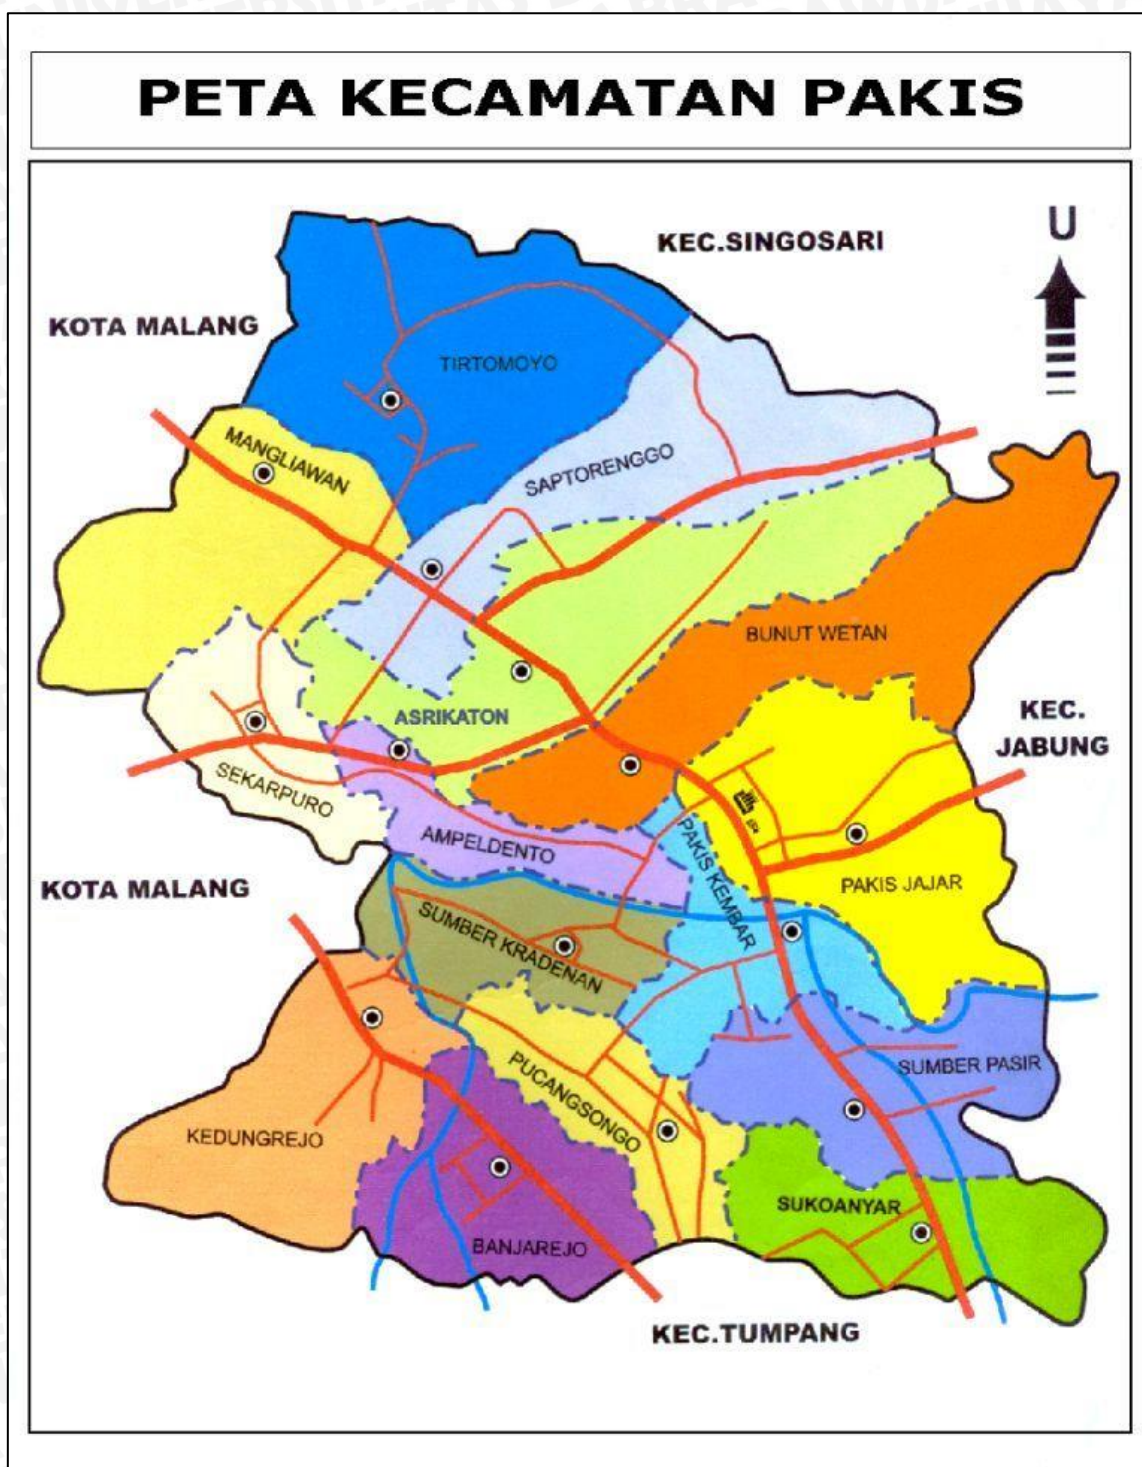 PETA KECAMATAN PAKIS
KEC.SINGOSARI
U
KOTA MALANG
TIRTOMOYO
MANGLIAWAN
SAPTORENGGO
BUNUT WETAN
ASRIKATON
KEC.
JABUNG
SEKARPURO
AMPELDENTO
PAKIS KEMBAR
PAKIS JAJAR
KOTA MALANG
SUMBER KRADENAN
SUMBER PASIR
PUCANGSONGO
KEDUNGREJO
SUKOANYAR
BANJAREJO
KEC.TUMPANG